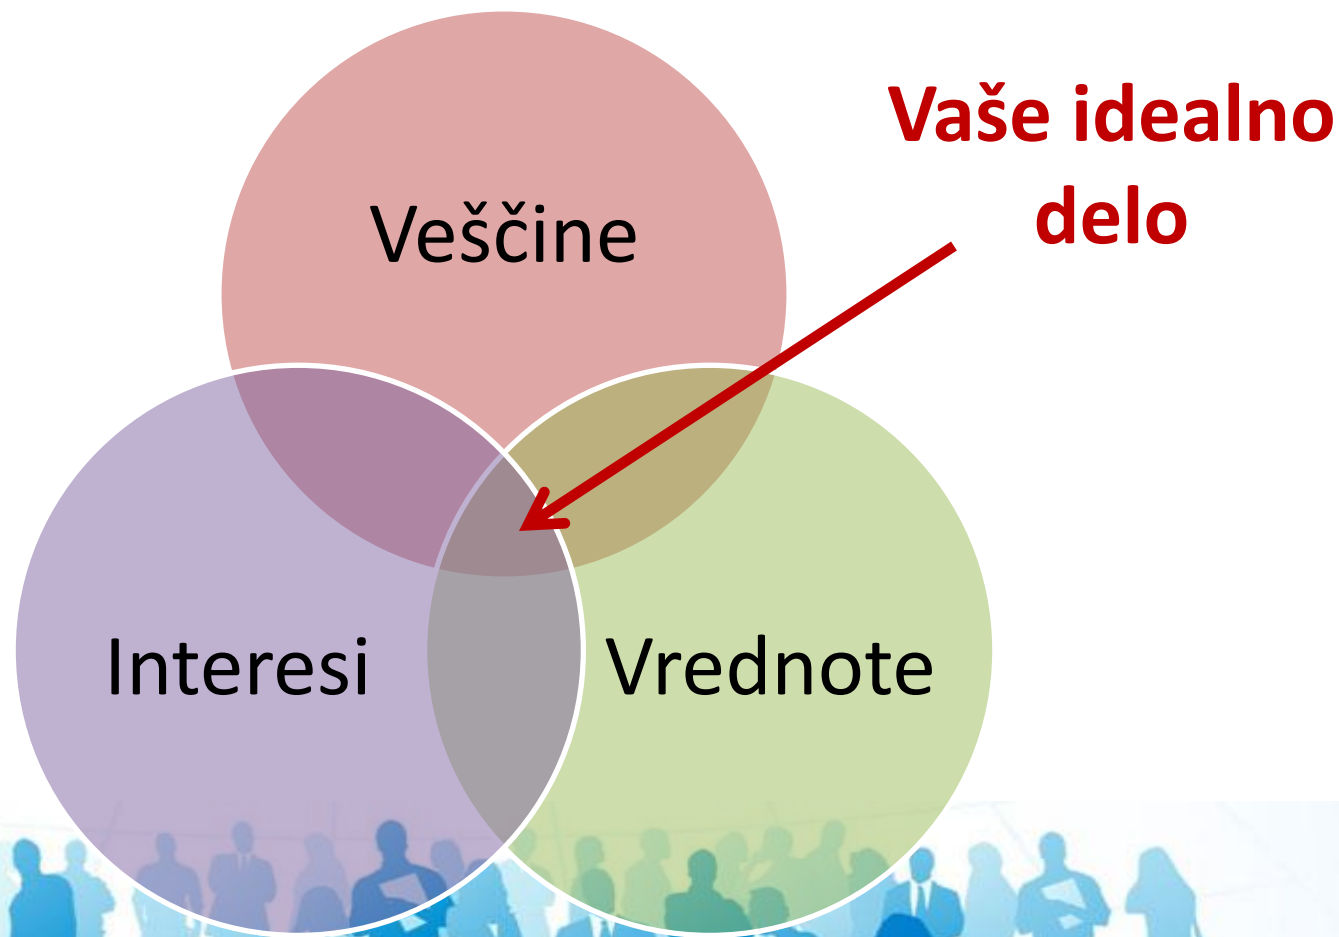 Vaše idealno
delo
Veščine
Interesi
Vrednote